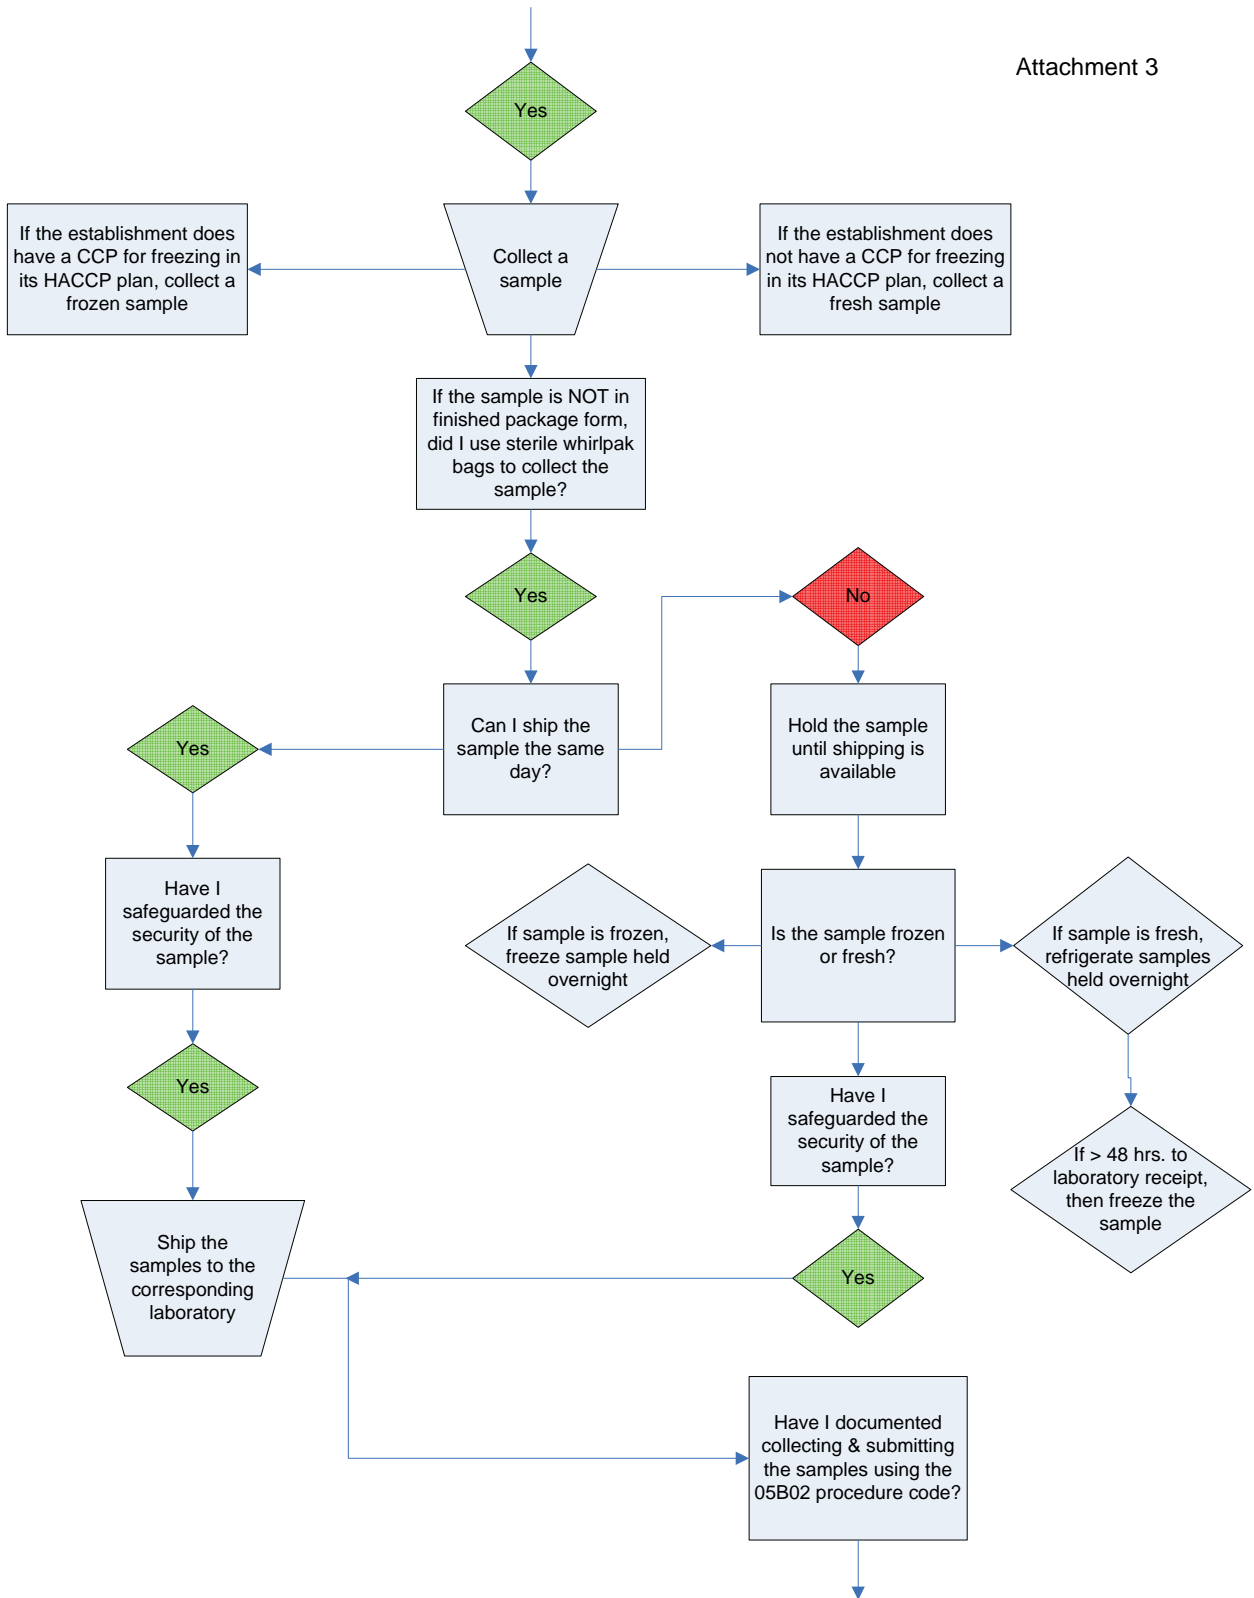 Attachment 3
Yes
If the establishment does
have a CCP for freezing in
its HACCP plan, collect a
frozen sample
Collect a
sample
If the establishment does
not have a CCP for freezing
in its HACCP plan, collect a
fresh sample
If the sample is NOT in
finished package form,
did I use sterile whirlpak
bags to collect the
sample?
Yes
No
Yes
Can I ship the
sample the same
day?
Hold the sample
until shipping is
available
Have I
safeguarded the
security of the
sample?
If sample is frozen,
freeze sample held
overnight
Is the sample frozen
or fresh?
If sample is fresh,
refrigerate samples
held overnight
Yes
Have I
safeguarded the
security of the
sample?
If > 48 hrs. to
laboratory receipt,
then freeze the
sample
Ship the
samples to the
corresponding
laboratory
Yes
Have I documented
collecting & submitting
the samples using the
05B02 procedure code?